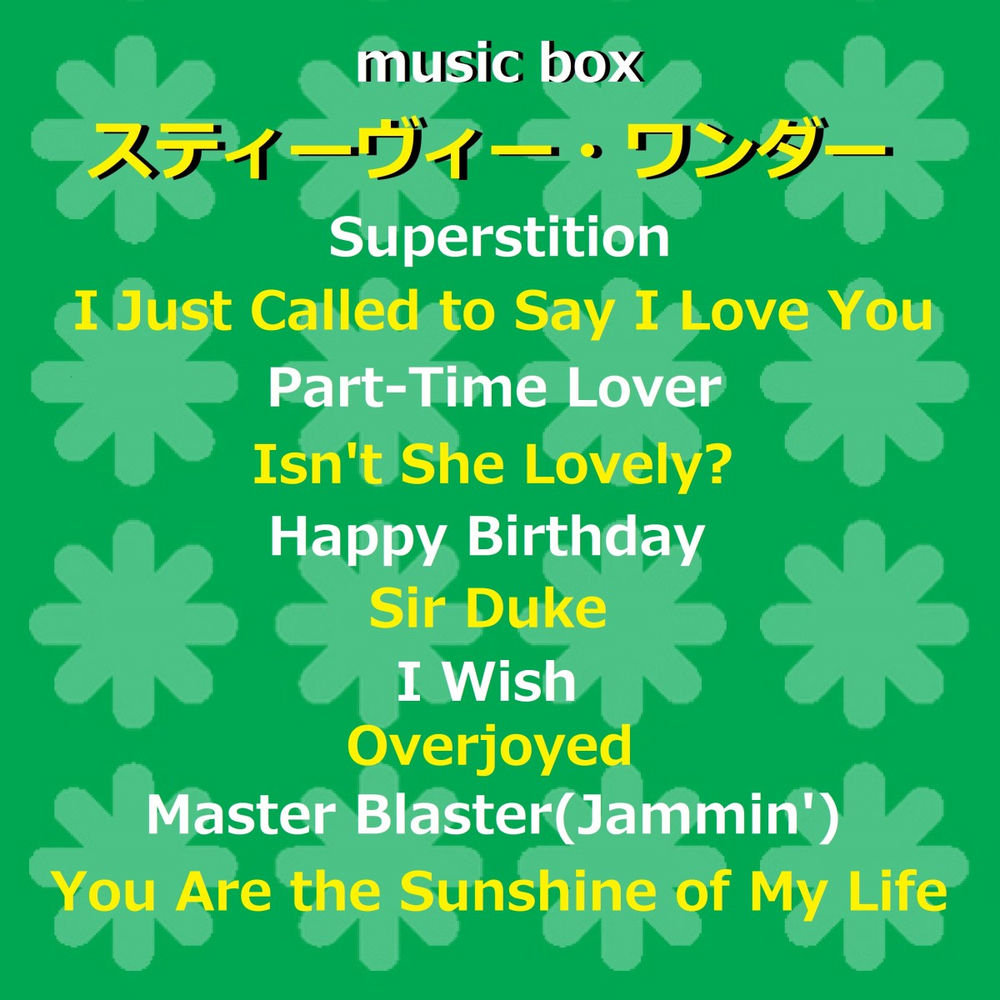 music box
スティーヴィー・ワンダー
Superstition
I Just Called to Say I Love You
Part-Time Lover
Isn't She Lovely?
Happy Birthday
Sir Duke
I Wish
Overjoyed
Master Blaster(Jammin')
You Are the Sunshine of My Life